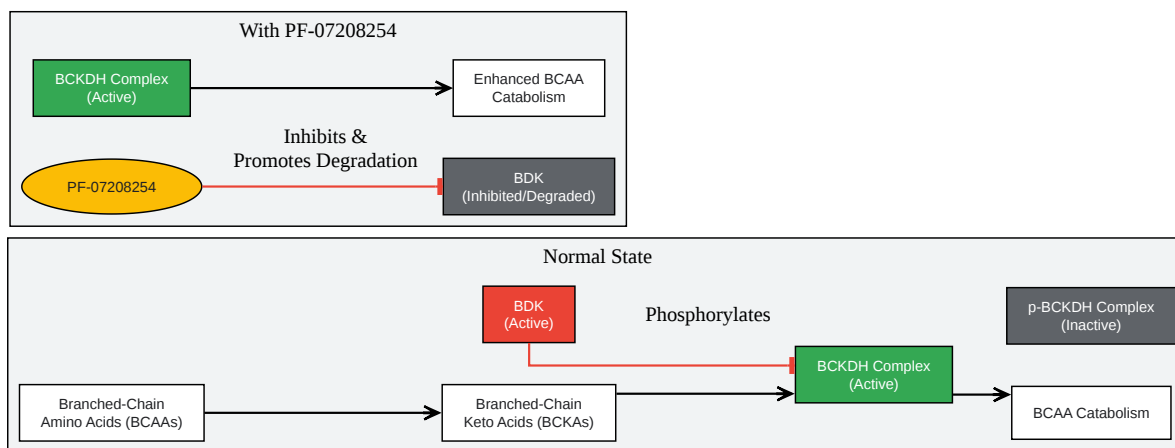 With PF-07208254
BCKDH Complex
(Active)
Enhanced BCAA
Catabolism
Inhibits &
Promotes Degradation
PF-07208254
BDK
(Inhibited/Degraded)
Normal State
BDK
(Active)
Phosphorylates
p-BCKDH Complex
(Inactive)
BCKDH Complex
(Active)
Branched-Chain
Amino Acids (BCAAs)
Branched-Chain
Keto Acids (BCKAs)
BCAA Catabolism